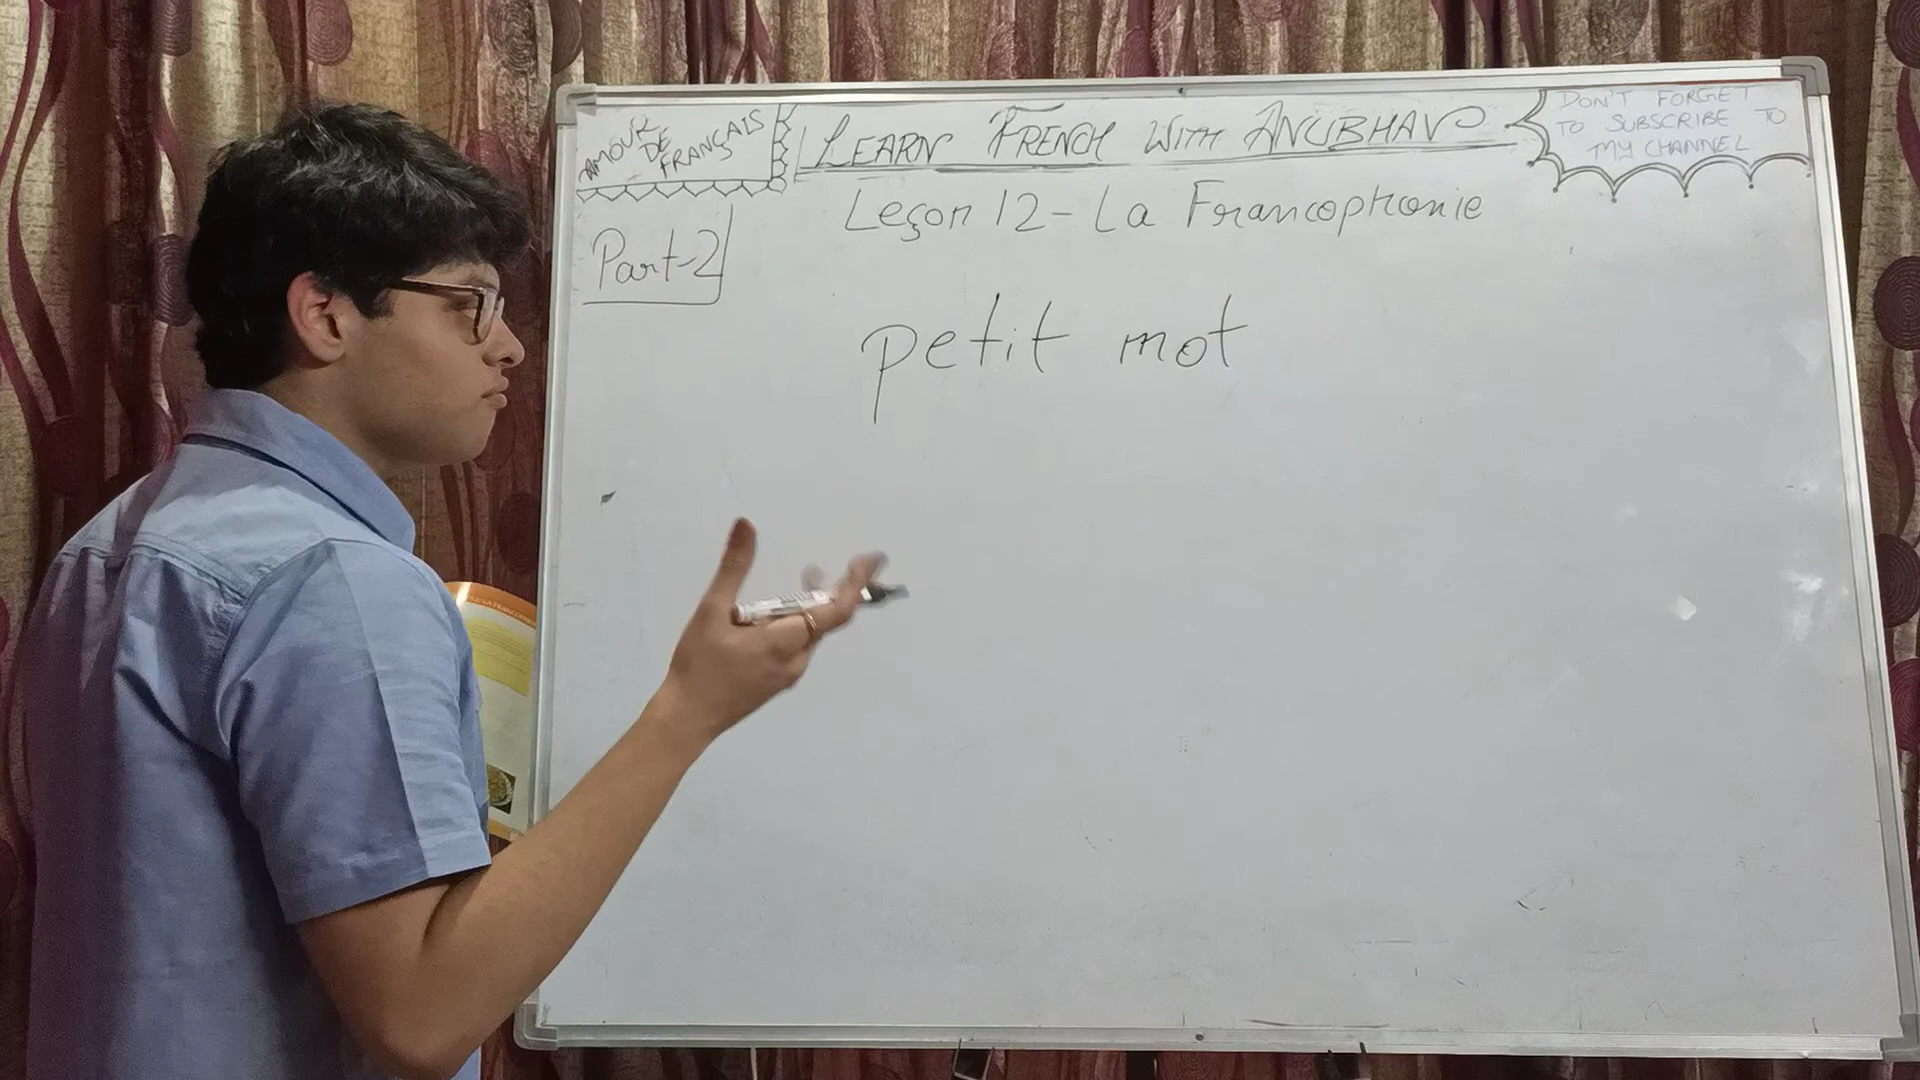 AMOUR
DE
FRANÇAIS
LEARN FRENCH WITH ANUBHAV
DON'T FORGET
TO SUBSCRIBE TO
MY CHANNEL
Leçon 12 - La Francophonie
Part-2
petit mot